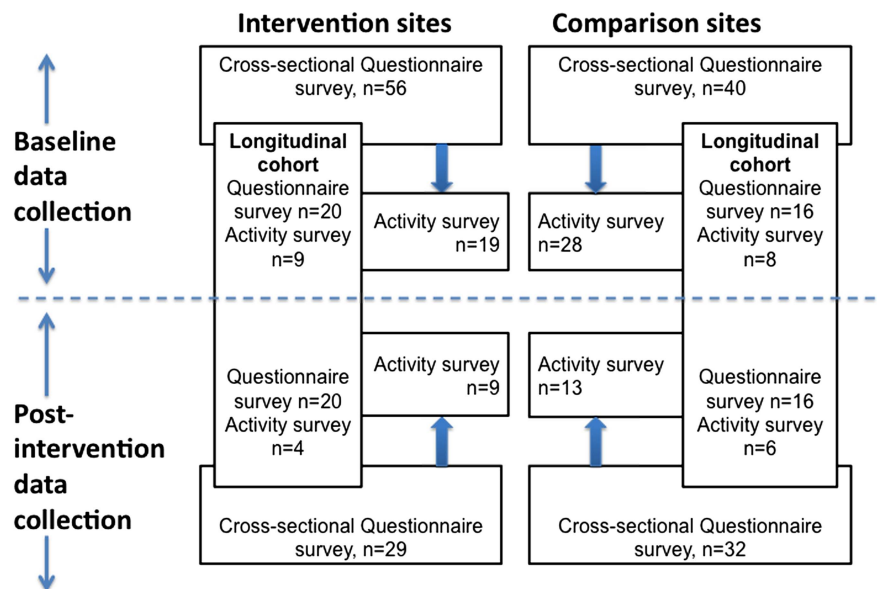 Intervention sites
Comparison sites
Cross-sectional Questionnaire
survey, n=56
Cross-sectional Questionnaire
survey, n=40
Baseline
data
collection
Longitudinal
cohort
Questionnaire
survey n=20
Activity survey
n=9
Activity survey
n=19
Activity survey
n=28
Longitudinal
cohort
Questionnaire
survey n=16
Activity survey
n=8
Post-
intervention
data
collection
Questionnaire
survey n=20
Activity survey
n=4
Activity survey
n=9
Activity survey
n=13
Questionnaire
survey n=16
Activity survey
n=6
Cross-sectional Questionnaire
survey, n=29
Cross-sectional Questionnaire
survey, n=32